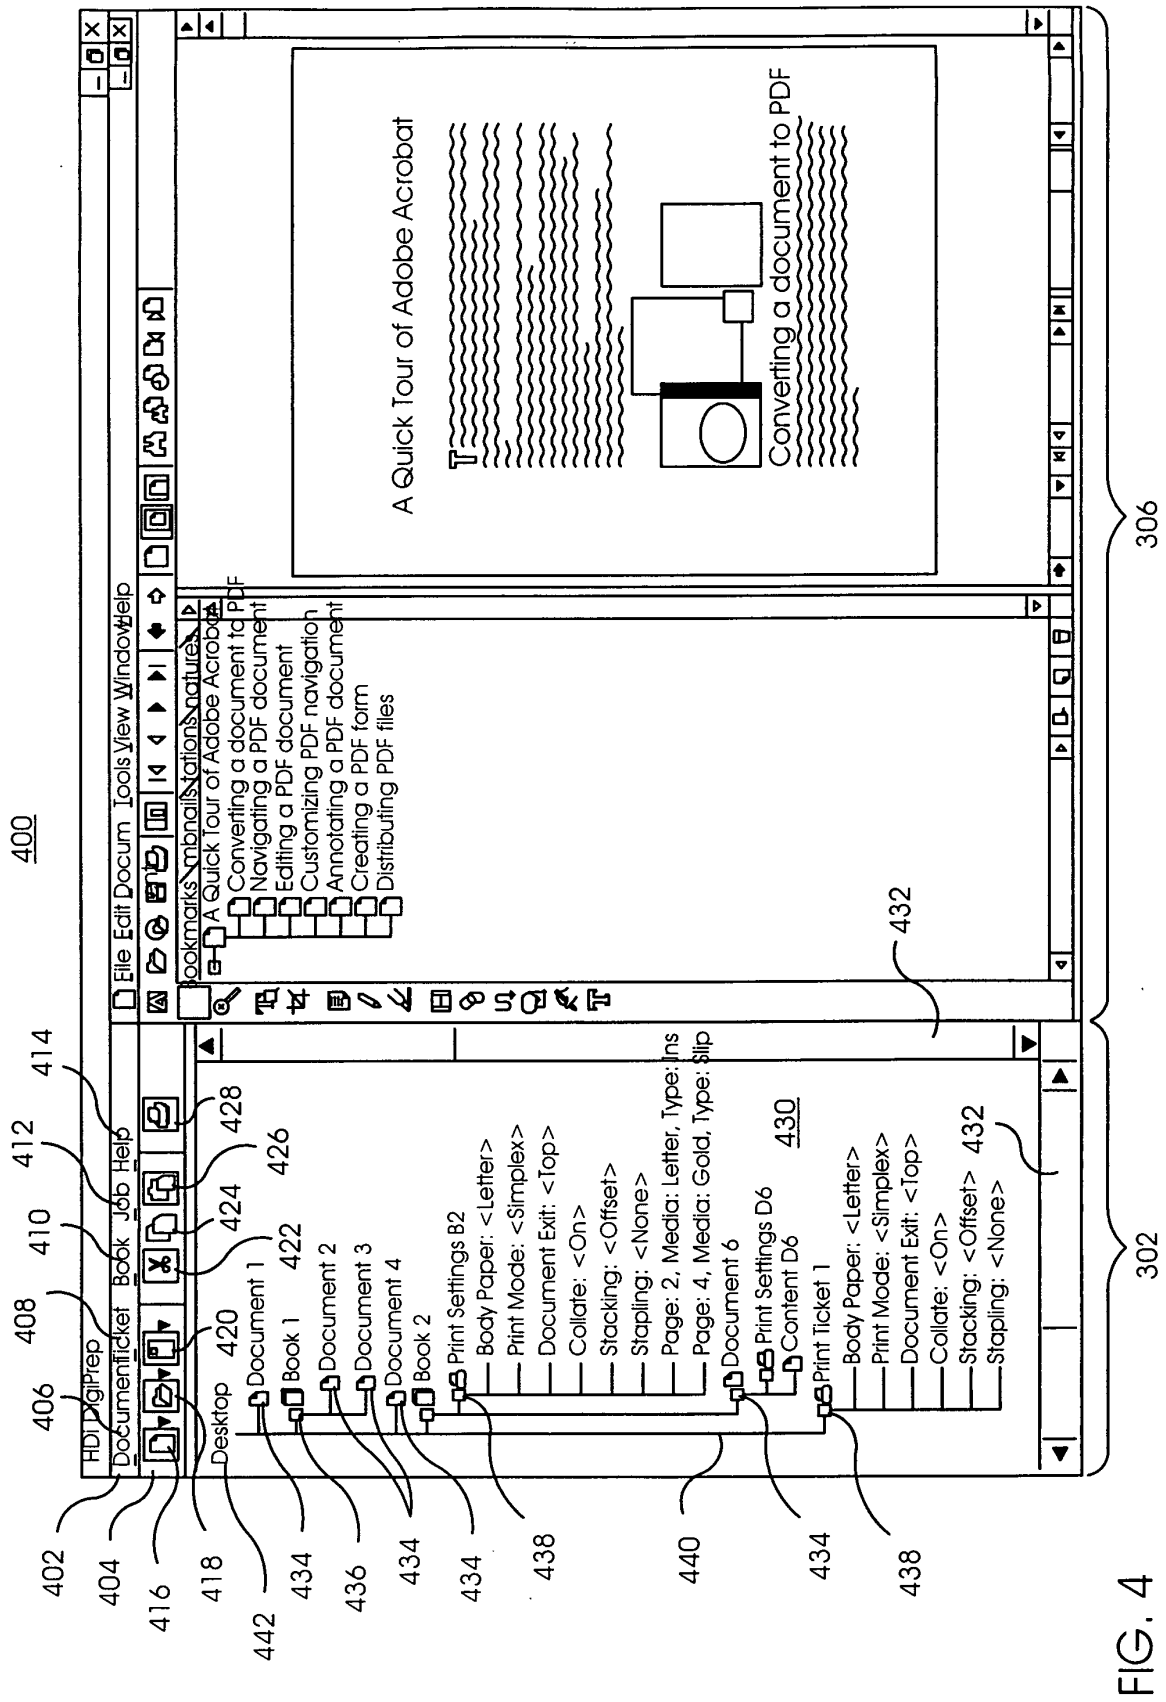 400
HDi DigiPrep
Document Ticket Book Job Help
File Edit Docum Tools View Window Help
402
404
406
408
410
412
414
416
418
420
422
424
426
428
Desktop
442
Document 1
434
Book 1
436
Document 2
Document 3
434
Document 4
434
Book 2
Print Settings B2
438
Body Paper: <Letter>
Print Mode: <Simplex>
Document Exit: <Top>
Collate: <On>
Stacking: <Offset>
Stapling: <None>
Page: 2, Media: Letter, Type: Ins
Page: 4, Media: Gold, Type: Slip
440
Document 6
434
Print Settings D6
Content D6
430
Print Ticket 1
438
Body Paper: <Letter>
Print Mode: <Simplex>
Document Exit: <Top>
Collate: <On>
Stacking: <Offset>
Stapling: <None>
432
432
302
ookmarks mbnails tations natures
A Quick Tour of Adobe Acrobat
Converting a document to PDF
Navigating a PDF document
Editing a PDF document
Customizing PDF navigation
Annotating a PDF document
Creating a PDF form
Distributing PDF files
A Quick Tour of Adobe Acrobat
T
Converting a document to PDF
306
FIG. 4